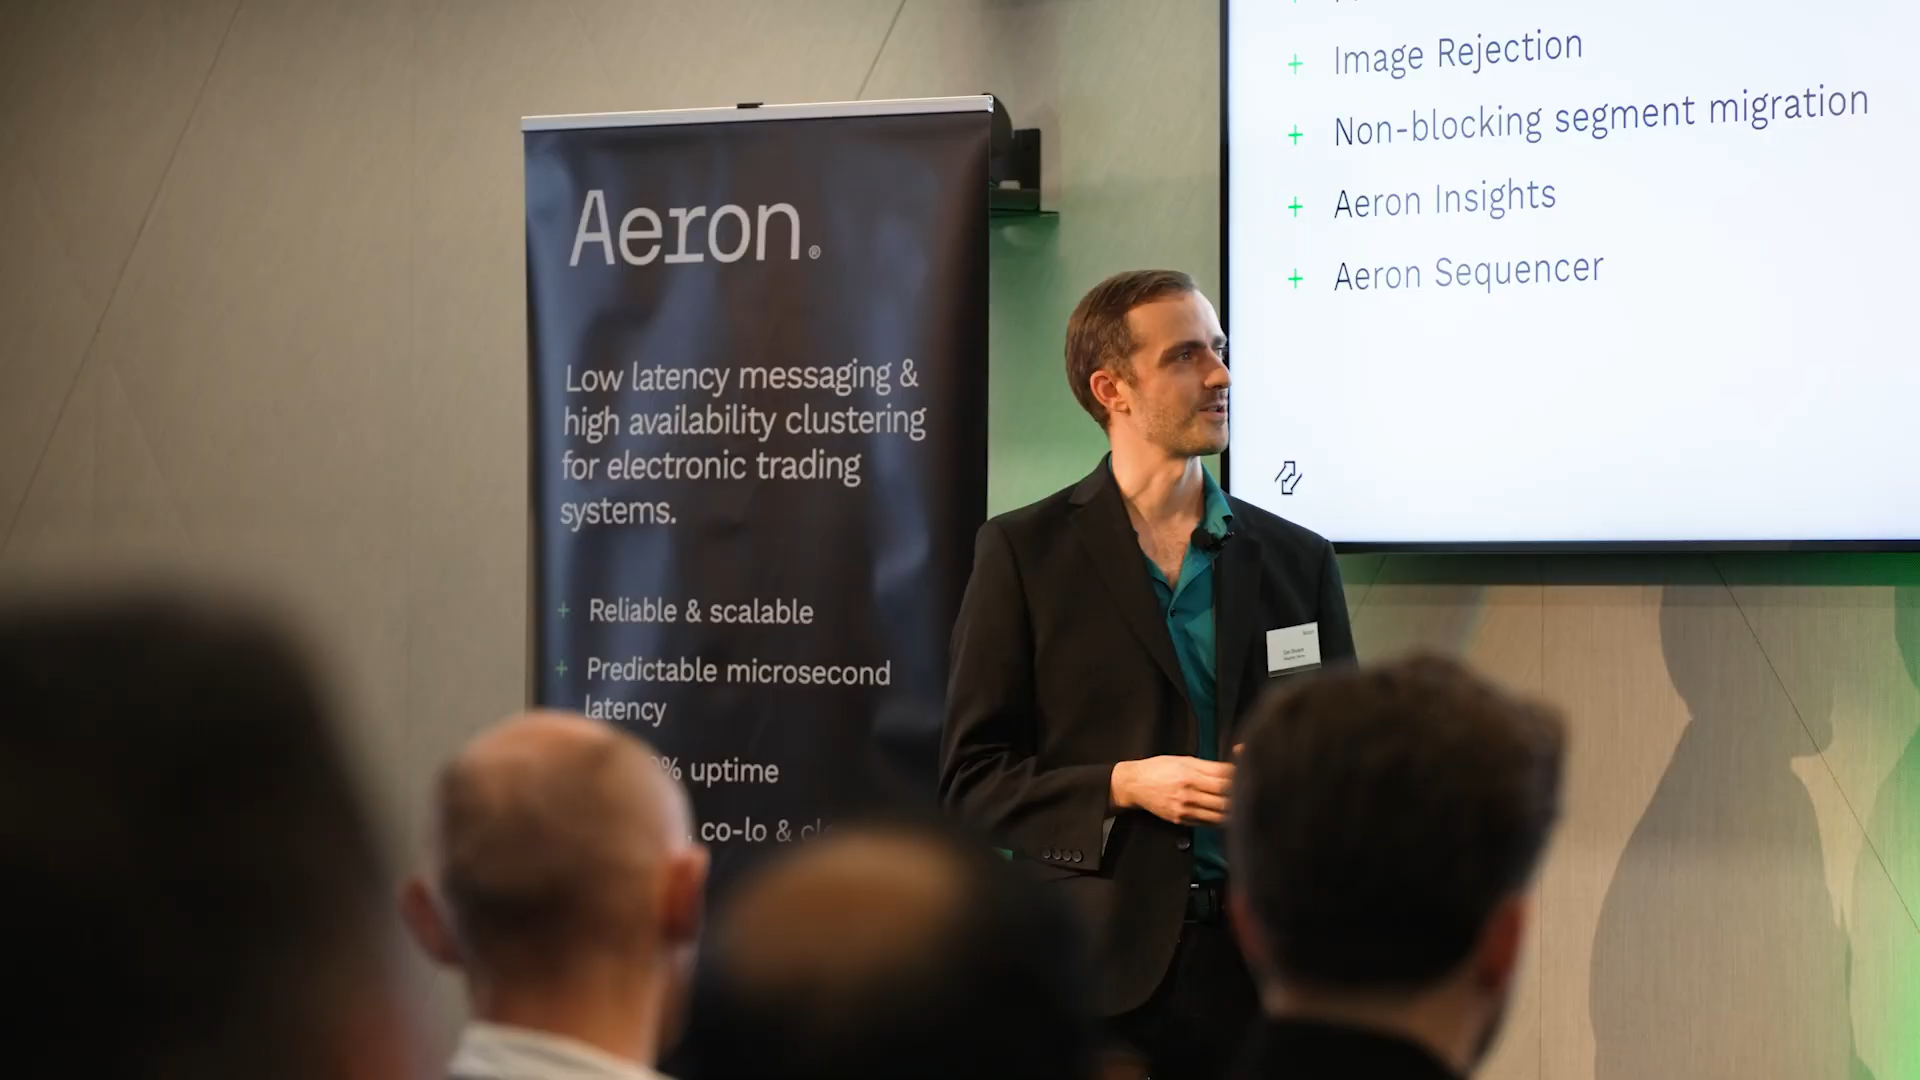 Aeron®
Low latency messaging &
high availability clustering
for electronic trading
systems.
+ Reliable & scalable
+ Predictable microsecond
latency
% uptime
co-lo &
+ Image Rejection
+ Non-blocking segment migration
+ Aeron Insights
+ Aeron Sequencer